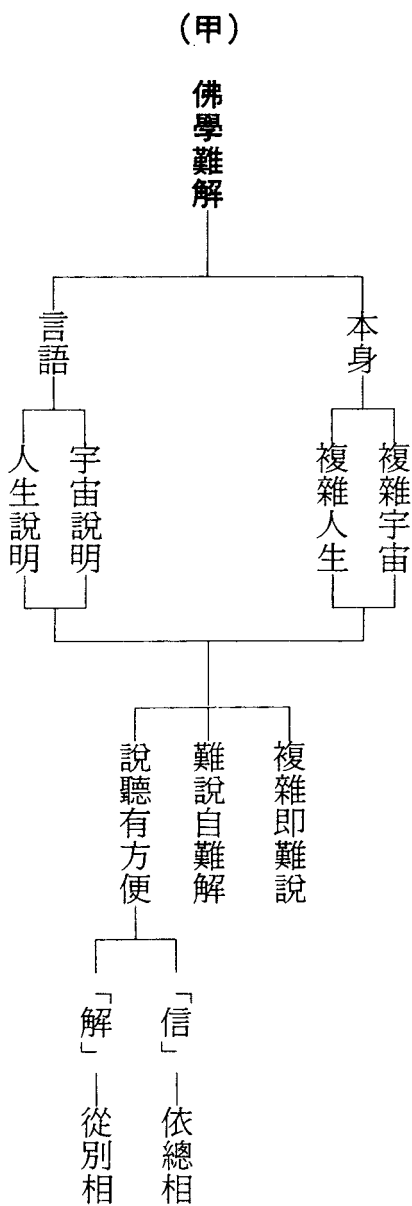 （甲）
佛學難解
本身
複雜宇宙
複雜人生
言語
宇宙說明
人生說明
複雜即難說
難說自難解
說聽有方便
「信」—依總相
「解」—從別相